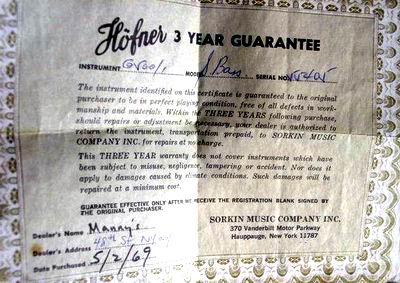 Höfner 3 YEAR GUARANTEE
INSTRUMENT MODEL Bass SERIAL NO.
The instrument identified on this certificate is guaranteed to the original
purchaser to be in perfect playing condition, free of all defects in work-
manship and materials. Within the THREE YEARS following purchase,
should repairs or adjustment be necessary, your dealer is authorized to
return the instrument, transportation prepaid, to SORKIN MUSIC
COMPANY INC. for repairs at no charge.
This THREE YEAR warranty does not cover instruments which have
been subject to misuse, negligence, tampering or accident. Nor does it
apply to damages caused by climate conditions. Such damages will be
repaired at a minimum cost.
GUARANTEE EFFECTIVE ONLY AFTER WE RECEIVE THE REGISTRATION BLANK SIGNED BY
THE ORIGINAL PURCHASER.
SORKIN MUSIC COMPANY INC.
370 Vanderbilt Motor Parkway
Hauppauge, New York 11787
Dealer's Name Mannys
Dealer's Address 48th St NY
Date Purchased 5/2/69